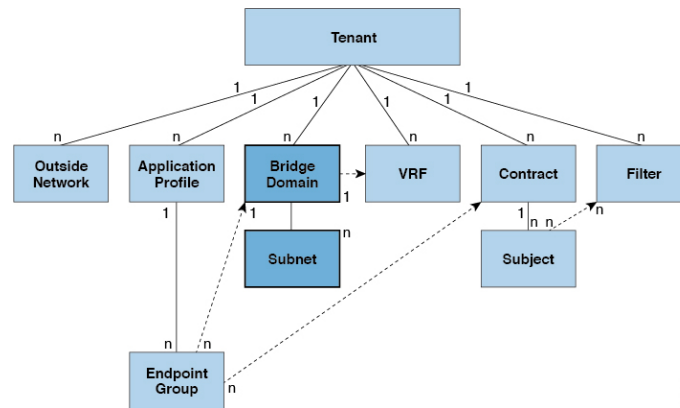 Tenant
1 1 1 1 1 1
n n n n n n
Outside
Network
Application
Profile
Bridge
Domain
VRF
Contract
Filter
1 1 1 1 n n n
Subnet
n
Subject
n n n
Endpoint
Group